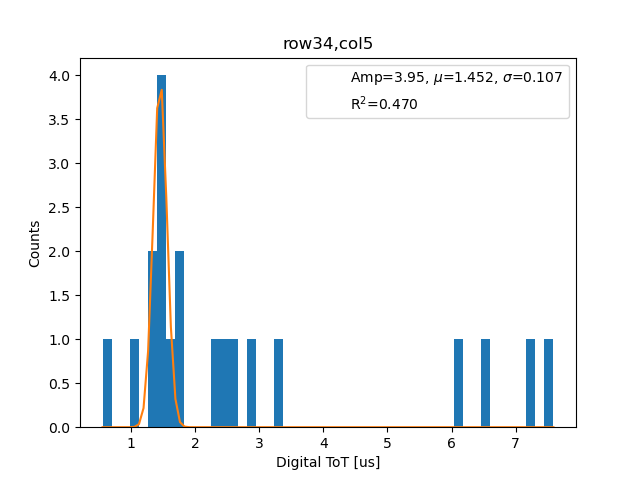 row34,col5
Amp=3.95, μ=1.452, σ=0.107
R²=0.470
Counts
4.0
3.5
3.0
2.5
2.0
1.5
1.0
0.5
0.0
1 2 3 4 5 6 7
Digital ToT [us]